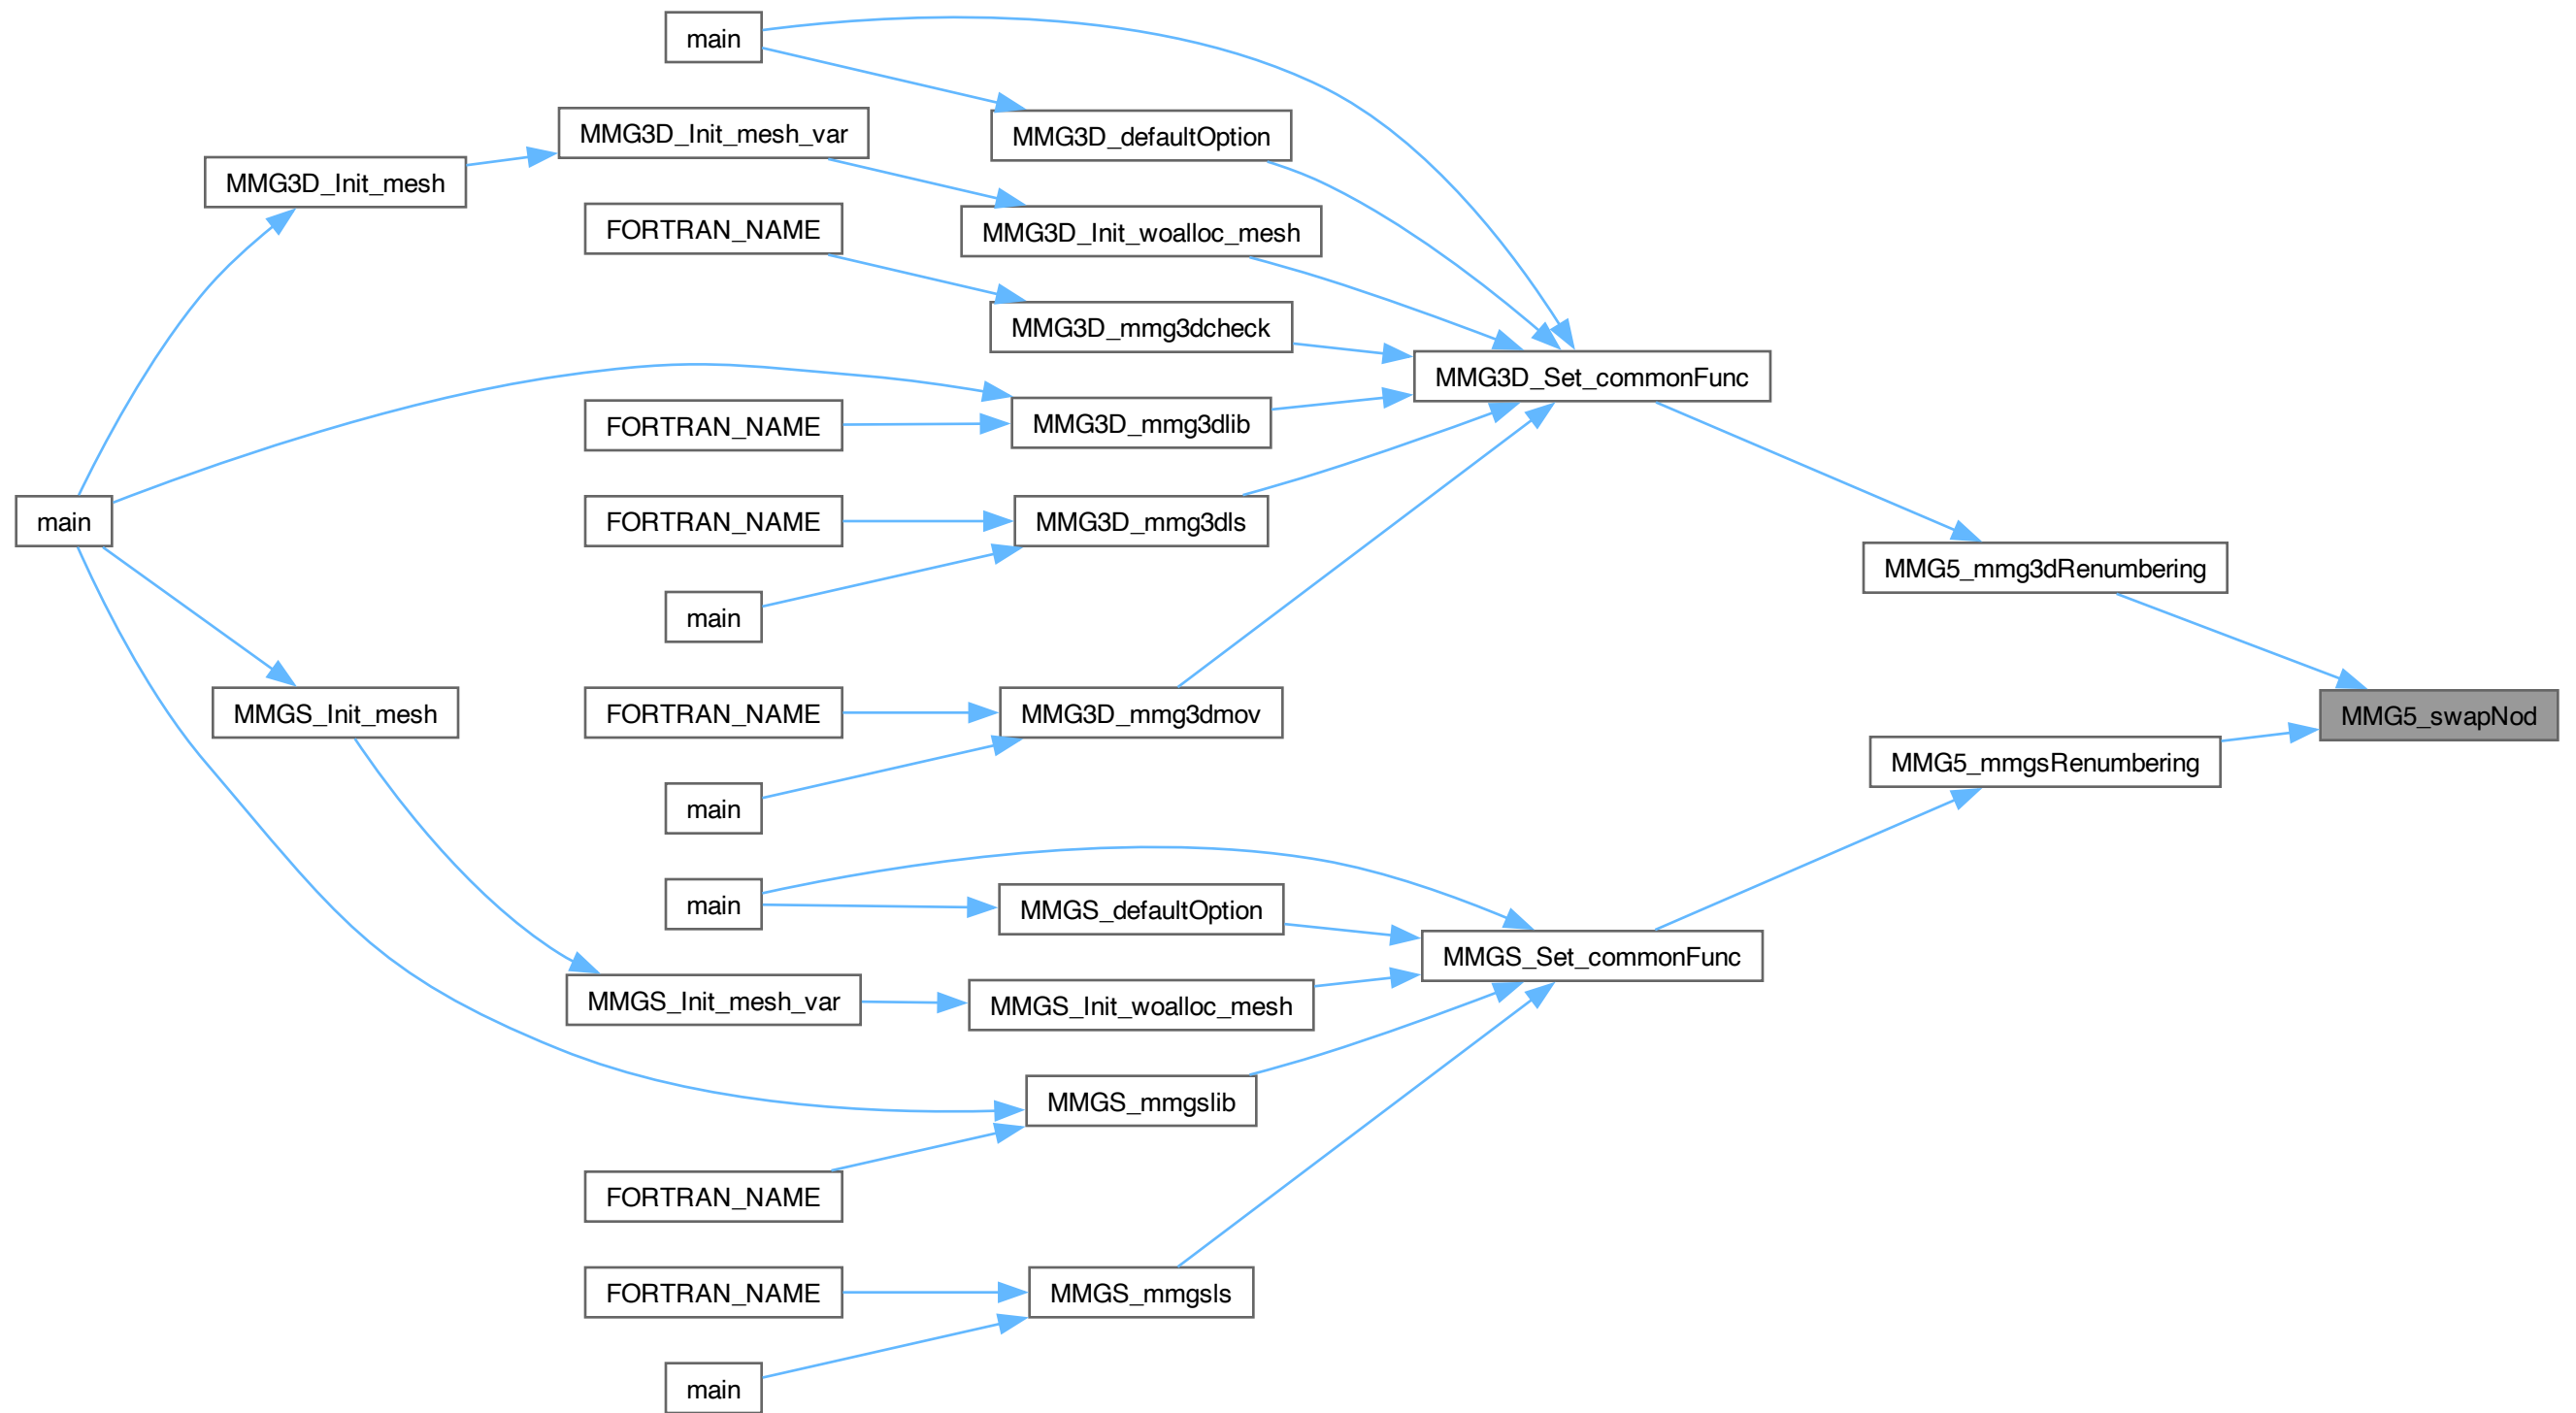 main
MMG3D_Init_mesh_var
MMG3D_defaultOption
MMG3D_Init_mesh
FORTRAN_NAME
MMG3D_Init_woalloc_mesh
MMG3D_mmg3dcheck
MMG3D_Set_commonFunc
FORTRAN_NAME
MMG3D_mmg3dlib
main
FORTRAN_NAME
MMG3D_mmg3dls
MMG5_mmg3dRenumbering
main
MMGS_Init_mesh
FORTRAN_NAME
MMG3D_mmg3dmov
MMG5_swapNod
MMG5_mmgsRenumbering
main
main
MMGS_defaultOption
MMGS_Set_commonFunc
MMGS_Init_mesh_var
MMGS_Init_woalloc_mesh
MMGS_mmgslib
FORTRAN_NAME
FORTRAN_NAME
MMGS_mmgsls
main